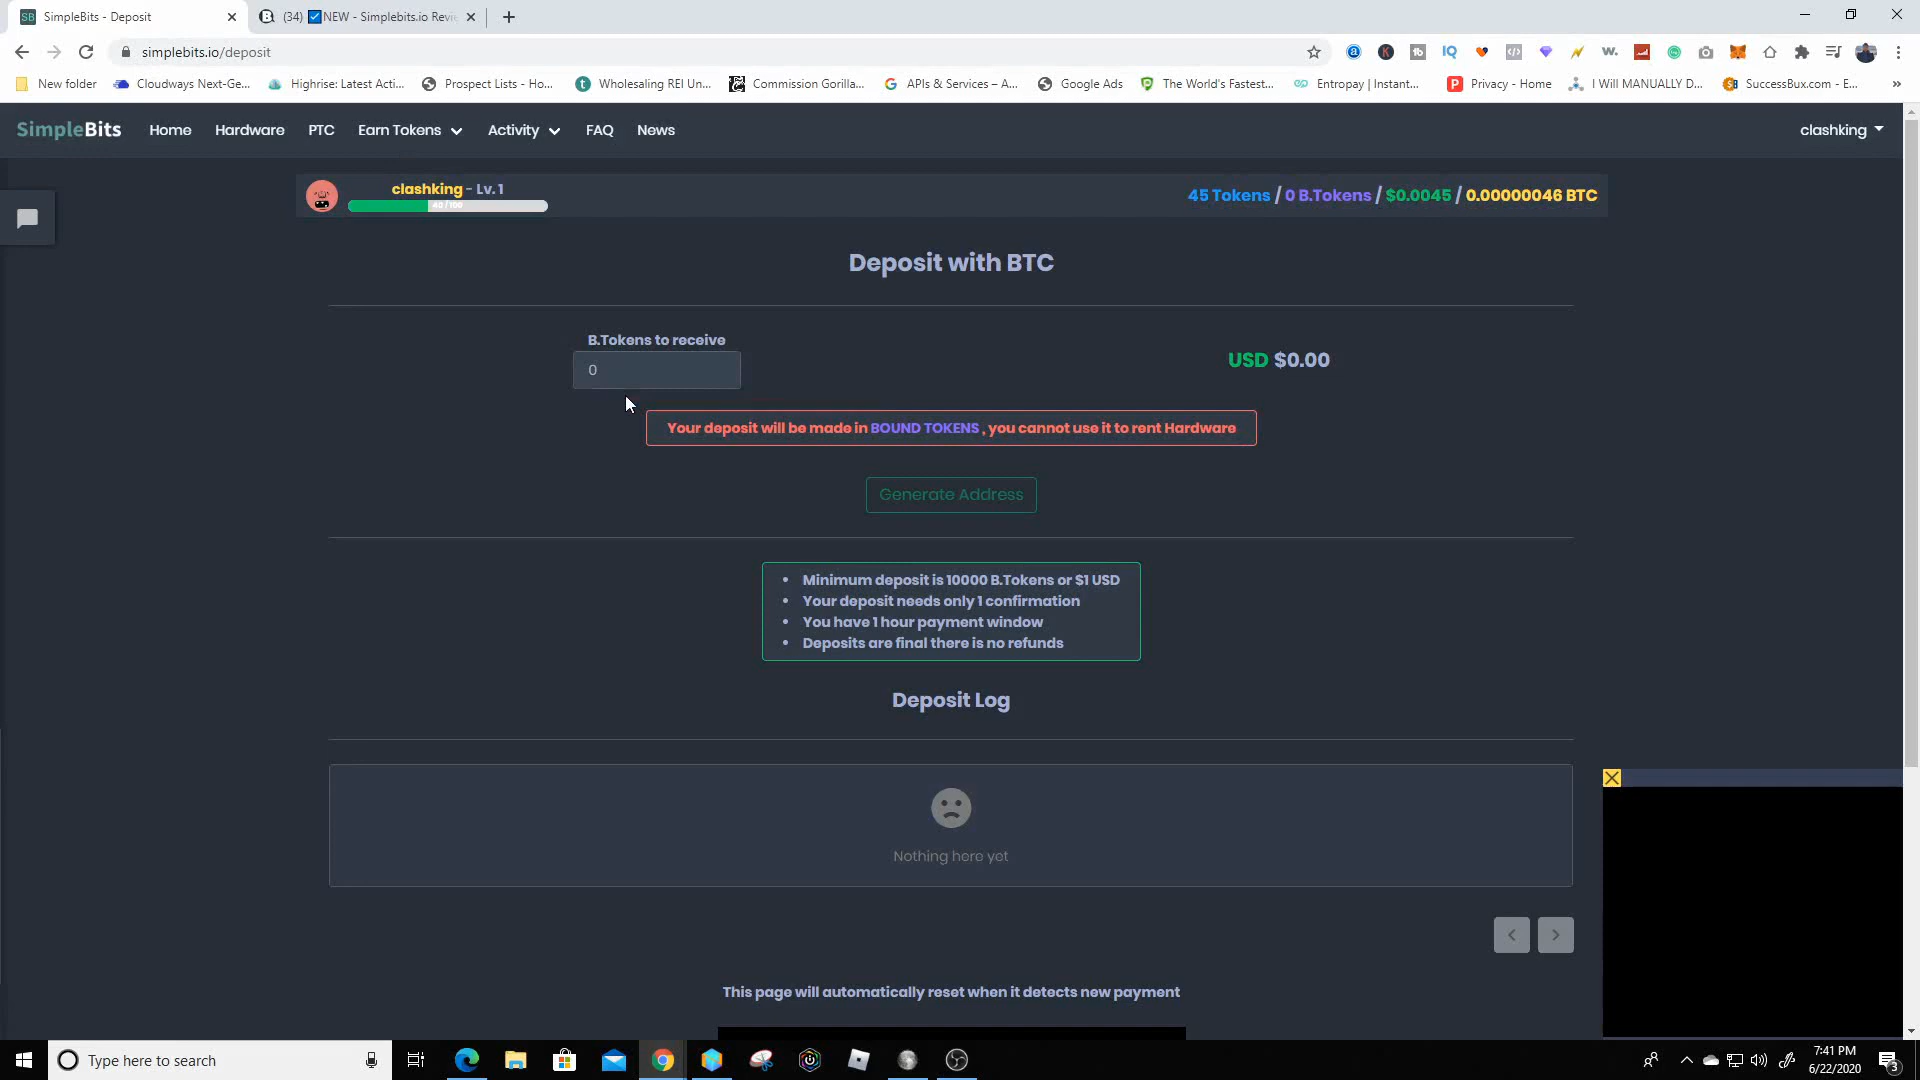 SimpleBits - Deposit
(34) ☑NEW - Simplebits.io Revie
simplebits.io/deposit
New folder
Cloudways Next-Ge...
Highrise: Latest Acti...
Prospect Lists - Ho...
Wholesaling REI Un...
Commission Gorilla...
APIs & Services – A...
Google Ads
The World's Fastest...
Entropay | Instant...
Privacy - Home
I Will MANUALLY D...
SuccessBux.com - E...
SimpleBits
Home
Hardware
PTC
Earn Tokens
Activity
FAQ
News
clashking
clashking - Lv. 1
40 / 100
45 Tokens / 0 B.Tokens / $0.0045 / 0.00000046 BTC
Deposit with BTC
B.Tokens to receive
0
USD $0.00
Your deposit will be made in BOUND TOKENS , you cannot use it to rent Hardware
Generate Address
• Minimum deposit is 10000 B.Tokens or $1 USD
• Your deposit needs only 1 confirmation
• You have 1 hour payment window
• Deposits are final there is no refunds
Deposit Log
Nothing here yet
This page will automatically reset when it detects new payment
Type here to search
7:41 PM
6/22/2020
3